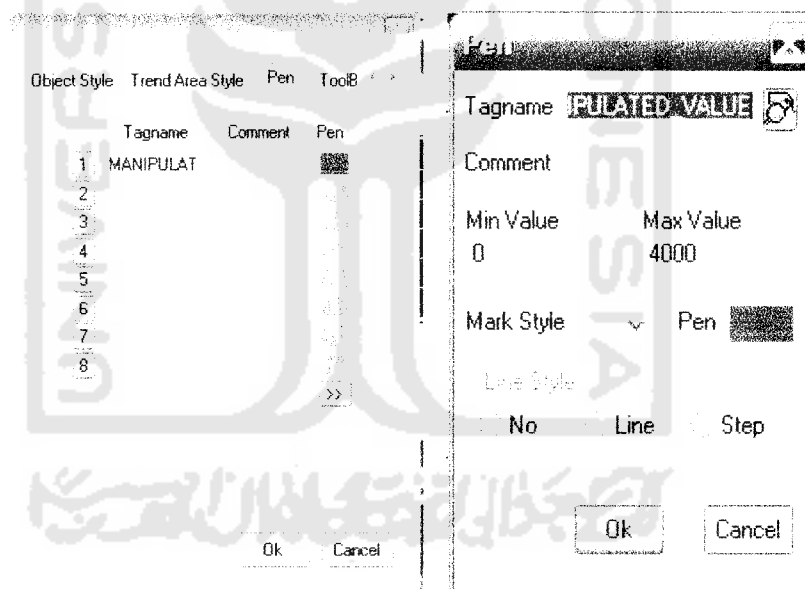 Object Style Trend Area Style Pen ToolB
Tagname Comment Pen
1 MANIPULAT
2
3
4
5
6
7
8
>>
Ok Cancel
Pen
Tagname IPULATED_VALUE
Comment
Min Value Max Value
0 4000
Mark Style Pen
Line Style
No Line Step
Ok Cancel